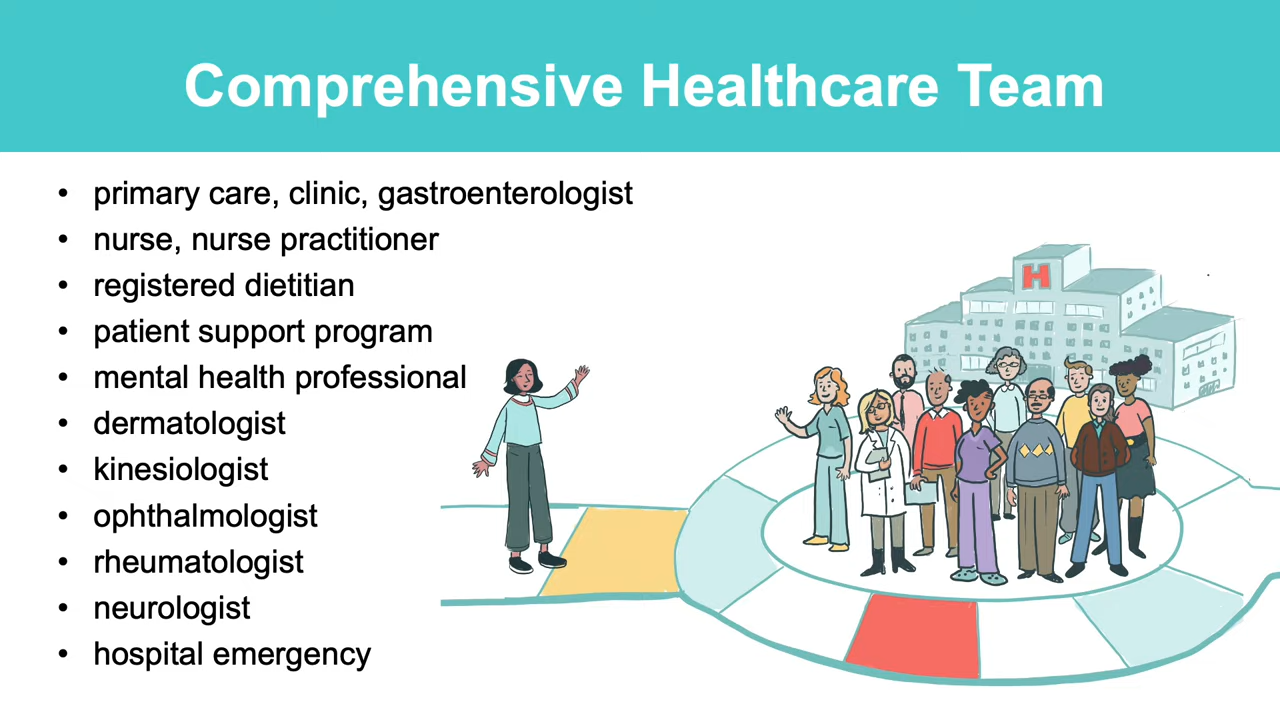 Comprehensive Healthcare Team
• primary care, clinic, gastroenterologist
• nurse, nurse practitioner
• registered dietitian
• patient support program
• mental health professional
• dermatologist
• kinesiologist
• ophthalmologist
• rheumatologist
• neurologist
• hospital emergency
H